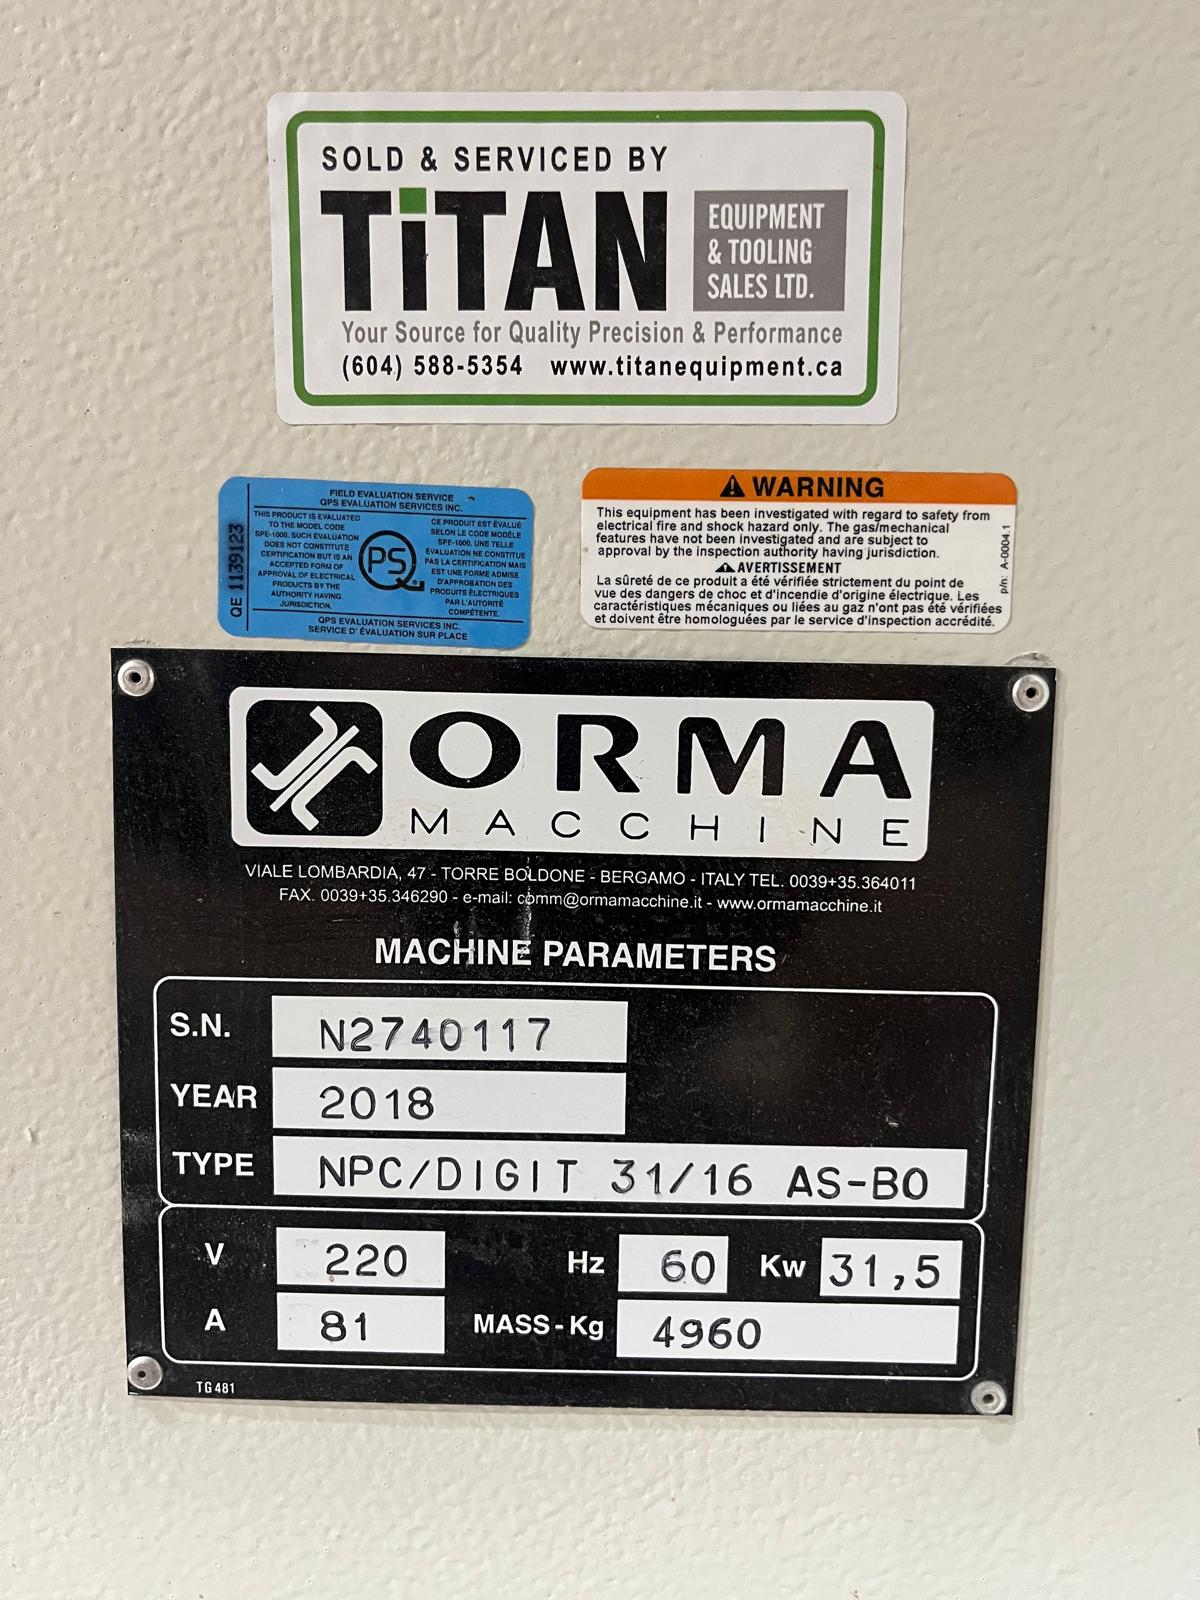 SOLD & SERVICED BY
TiTAN
EQUIPMENT
& TOOLING
SALES LTD.
Your Source for Quality Precision & Performance
(604) 588-5354 www.titanequipment.ca
QE 1139123
FIELD EVALUATION SERVICE
QPS EVALUATION SERVICES INC.
THIS PRODUCT IS EVALUATED
TO THE MODEL CODE
SPE-1000. SUCH EVALUATION
DOES NOT CONSTITUTE
CERTIFICATION BUT IS AN
ACCEPTED FORM OF
APPROVAL OF ELECTRICAL
PRODUCTS BY THE
AUTHORITY HAVING
JURISDICTION.
QPS
®
CE PRODUIT EST ÉVALUÉ
SELON LE CODE MODÈLE
SPE-1000. UNE TELLE
ÉVALUATION NE CONSTITUE
PAS LA CERTIFICATION MAIS
EST UNE FORME ADMISE
D'APPROBATION DES
PRODUITS ÉLECTRIQUES
PAR L'AUTORITÉ
COMPÉTENTE.
QPS EVALUATION SERVICES INC.
SERVICE D' ÉVALUATION SUR PLACE
WARNING
This equipment has been investigated with regard to safety from
electrical fire and shock hazard only. The gas/mechanical
features have not been investigated and are subject to
approval by the inspection authority having jurisdiction.
AVERTISSEMENT
La sûreté de ce produit a été vérifiée strictement du point de
vue des dangers de choc et d'incendie d'origine électrique. Les
caractéristiques mécaniques ou liées au gaz n'ont pas été vérifiées
et doivent être homologuées par le service d'inspection accrédité.
p/n: A-0004.1
ORMA
MACCHINE
VIALE LOMBARDIA, 47 - TORRE BOLDONE - BERGAMO - ITALY TEL. 0039+35.364011
FAX. 0039+35.346290 - e-mail: comm@ormamacchine.it - www.ormamacchine.it
MACHINE PARAMETERS
S.N. N2740117
YEAR 2018
TYPE NPC/DIGIT 31/16 AS-BO
V 220 Hz 60 Kw 31,5
A 81 MASS-Kg 4960
TG481